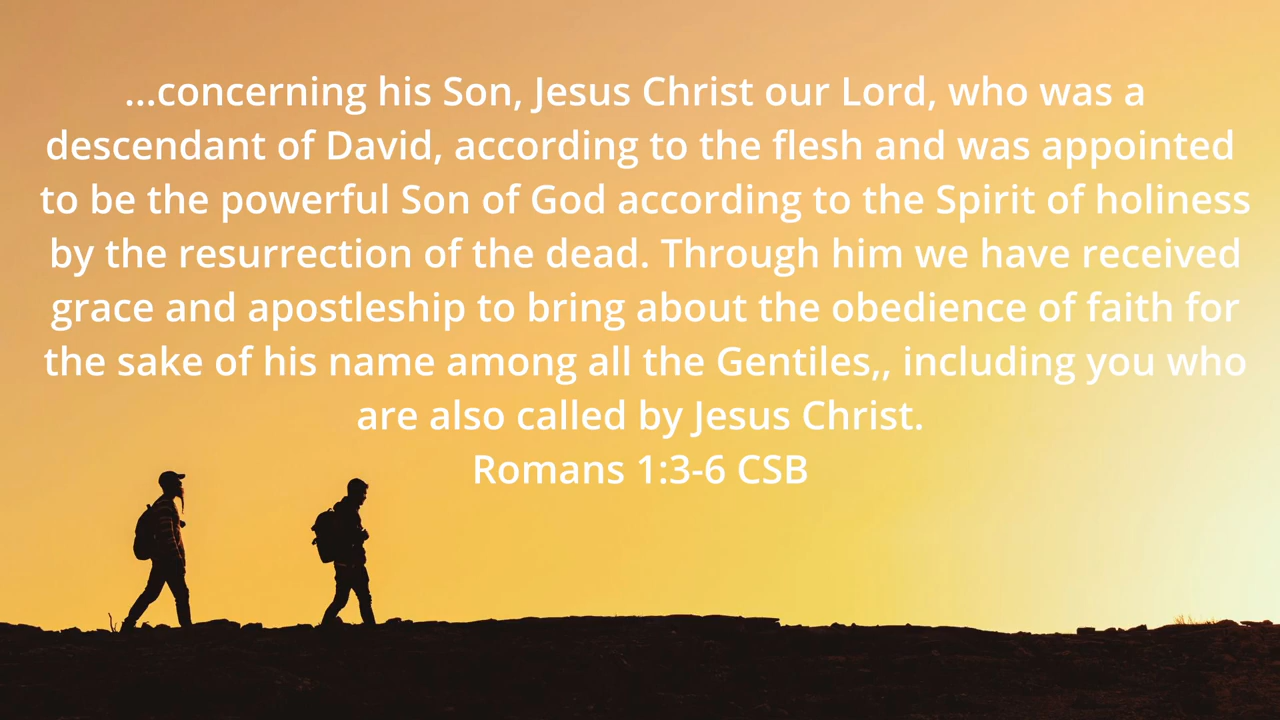 ...concerning his Son, Jesus Christ our Lord, who was a
descendant of David, according to the flesh and was appointed
to be the powerful Son of God according to the Spirit of holiness
by the resurrection of the dead. Through him we have received
grace and apostleship to bring about the obedience of faith for
the sake of his name among all the Gentiles,, including you who
are also called by Jesus Christ.
Romans 1:3-6 CSB